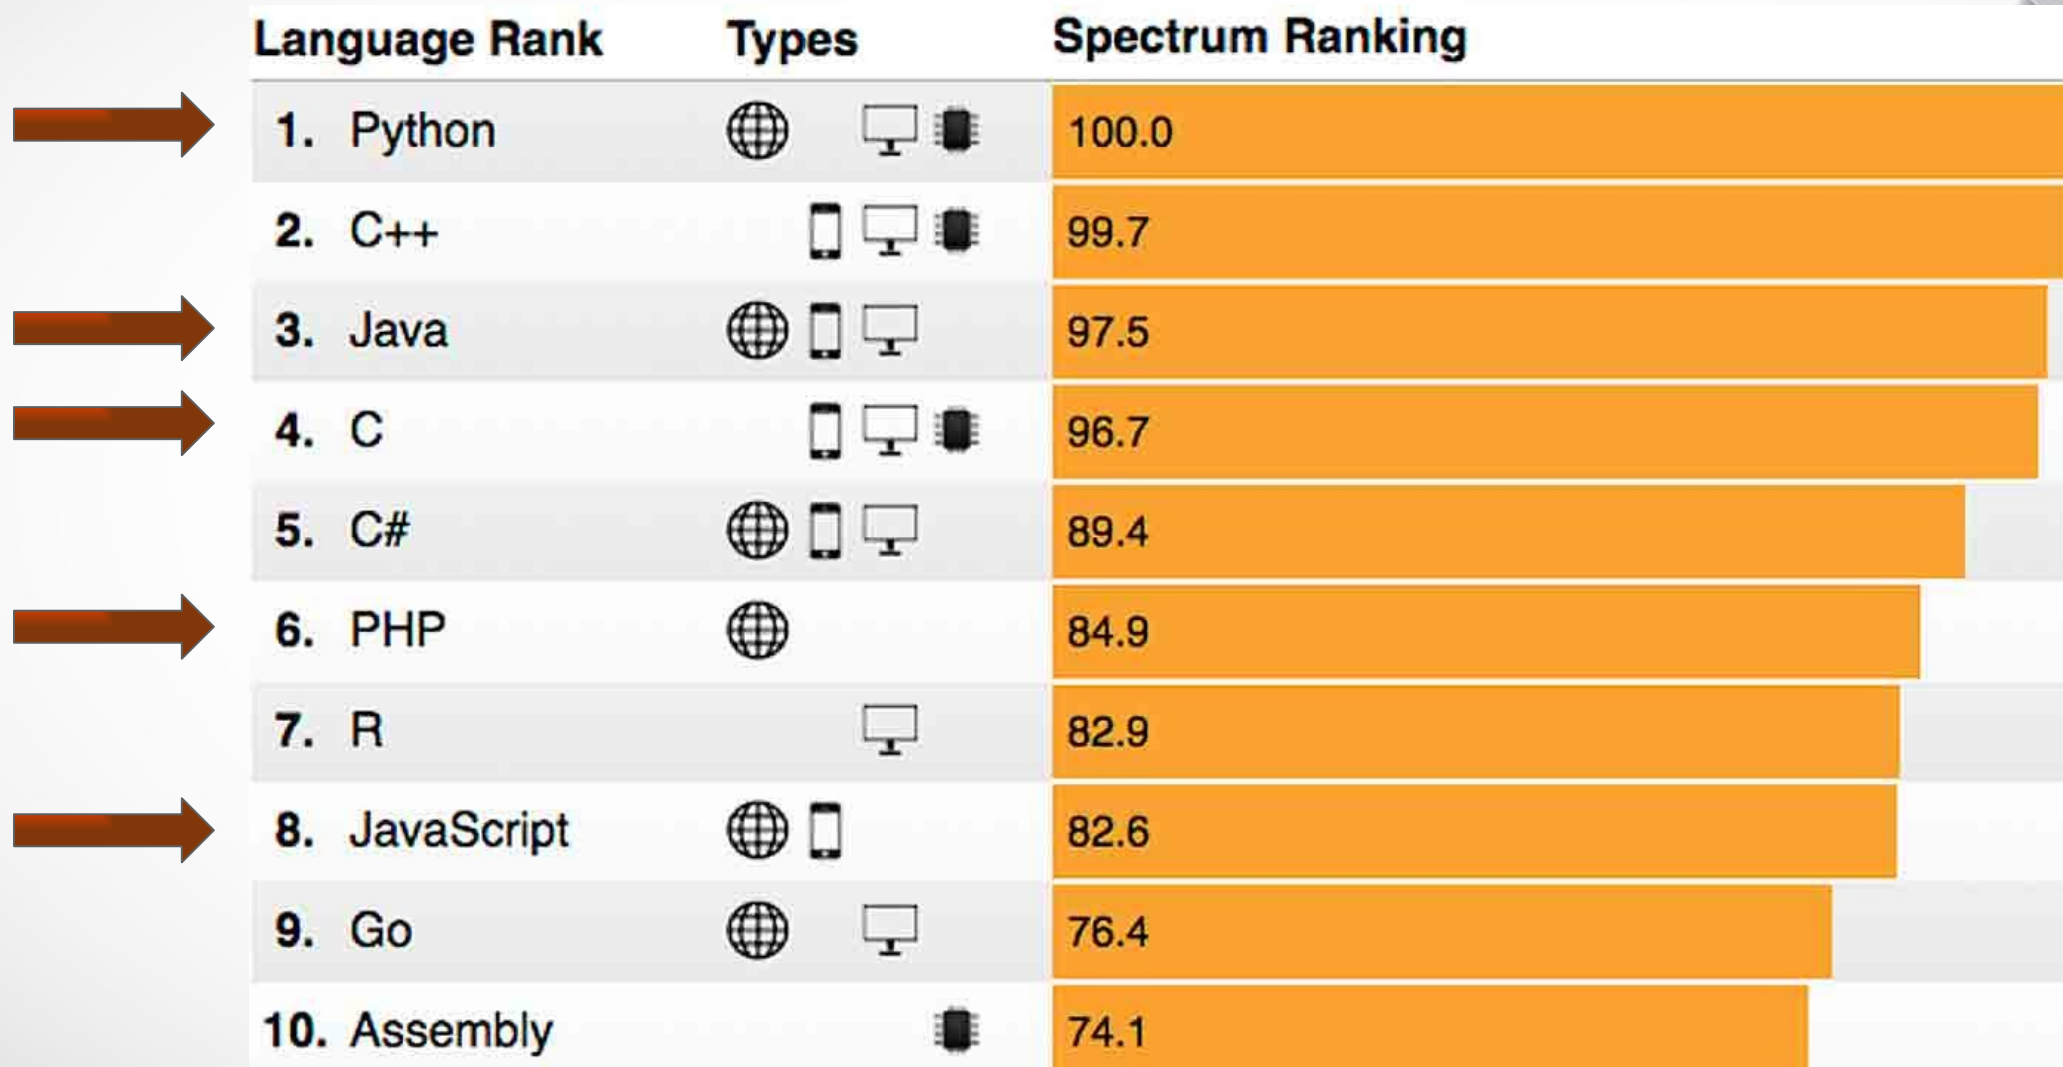 Language Rank Types Spectrum Ranking
1. Python 100.0
2. C++ 99.7
3. Java 97.5
4. C 96.7
5. C# 89.4
6. PHP 84.9
7. R 82.9
8. JavaScript 82.6
9. Go 76.4
10. Assembly 74.1